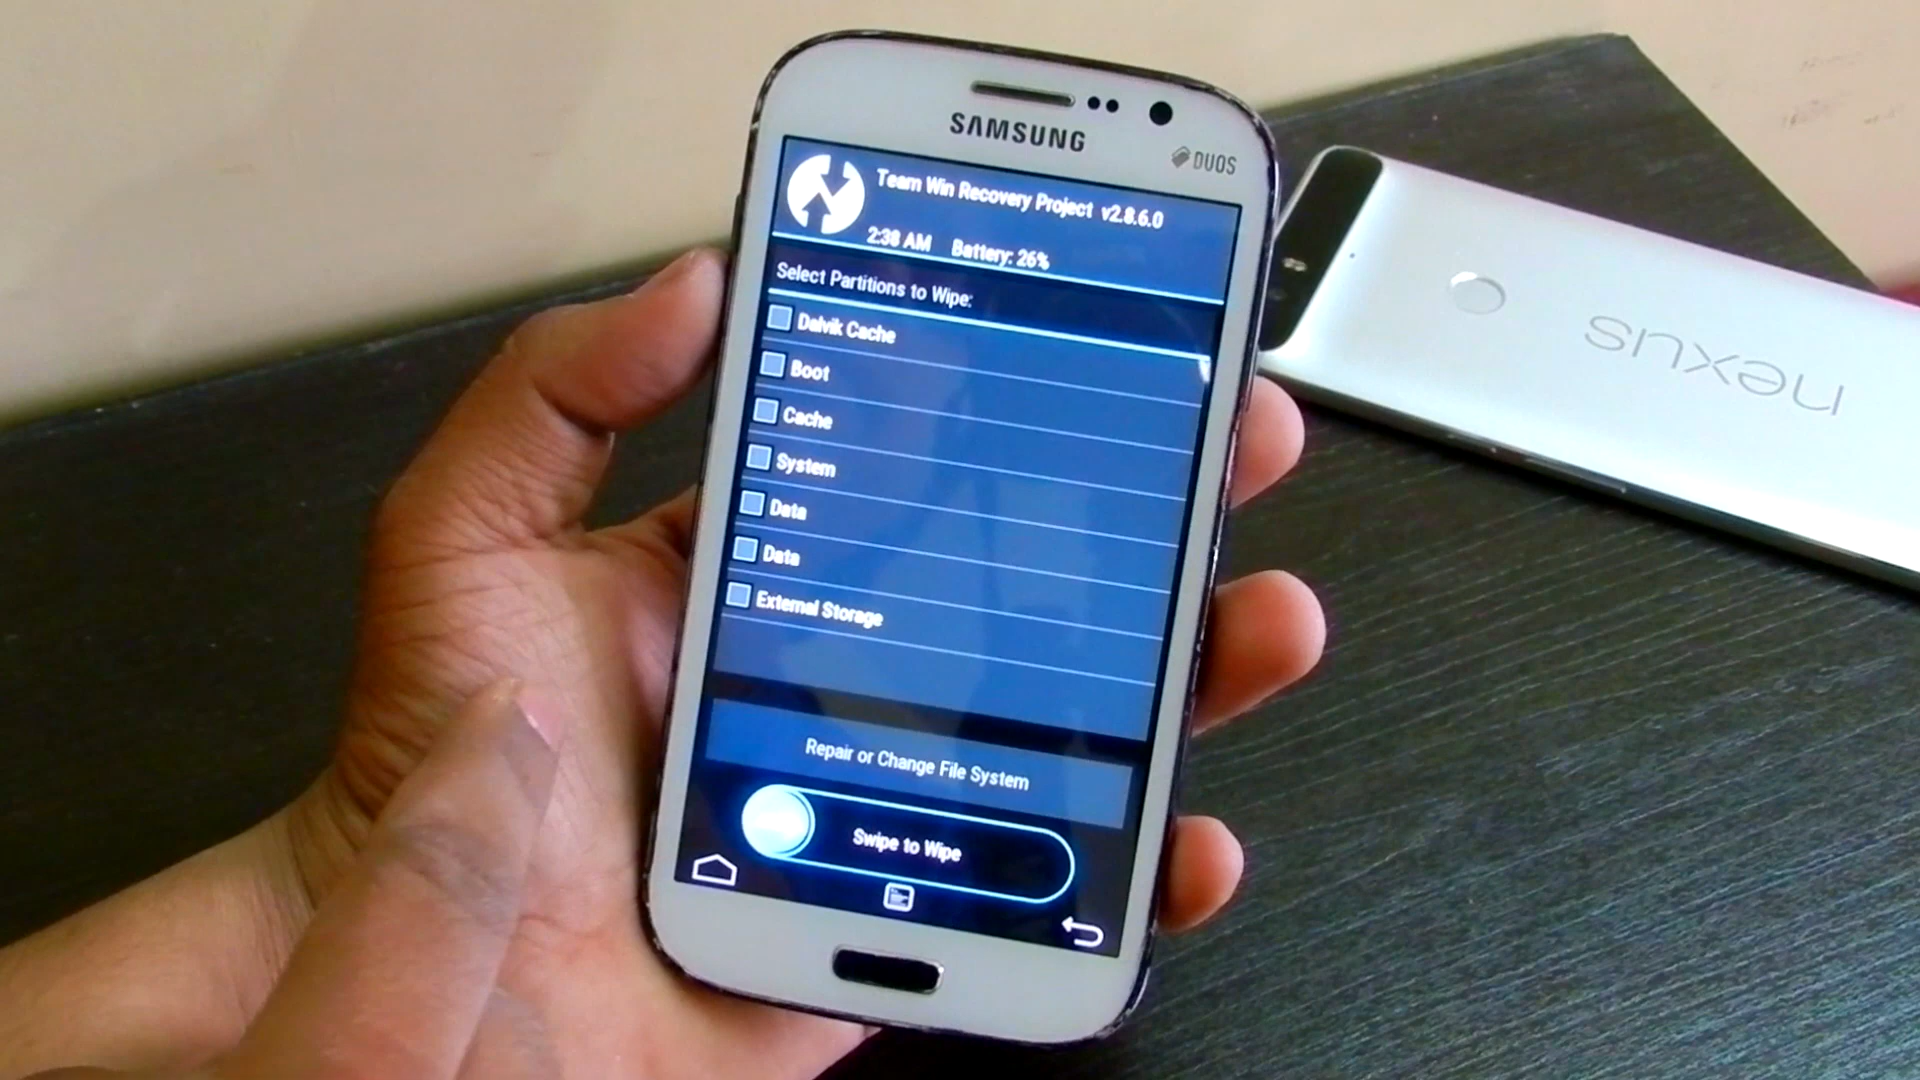 SAMSUNG
DUOS
Team Win Recovery Project v2.8.6.0
2:38 AM Battery: 26%
Select Partitions to Wipe:
Dalvik Cache
Boot
Cache
System
Data
Data
External Storage
Repair or Change File System
Swipe to Wipe
nexus